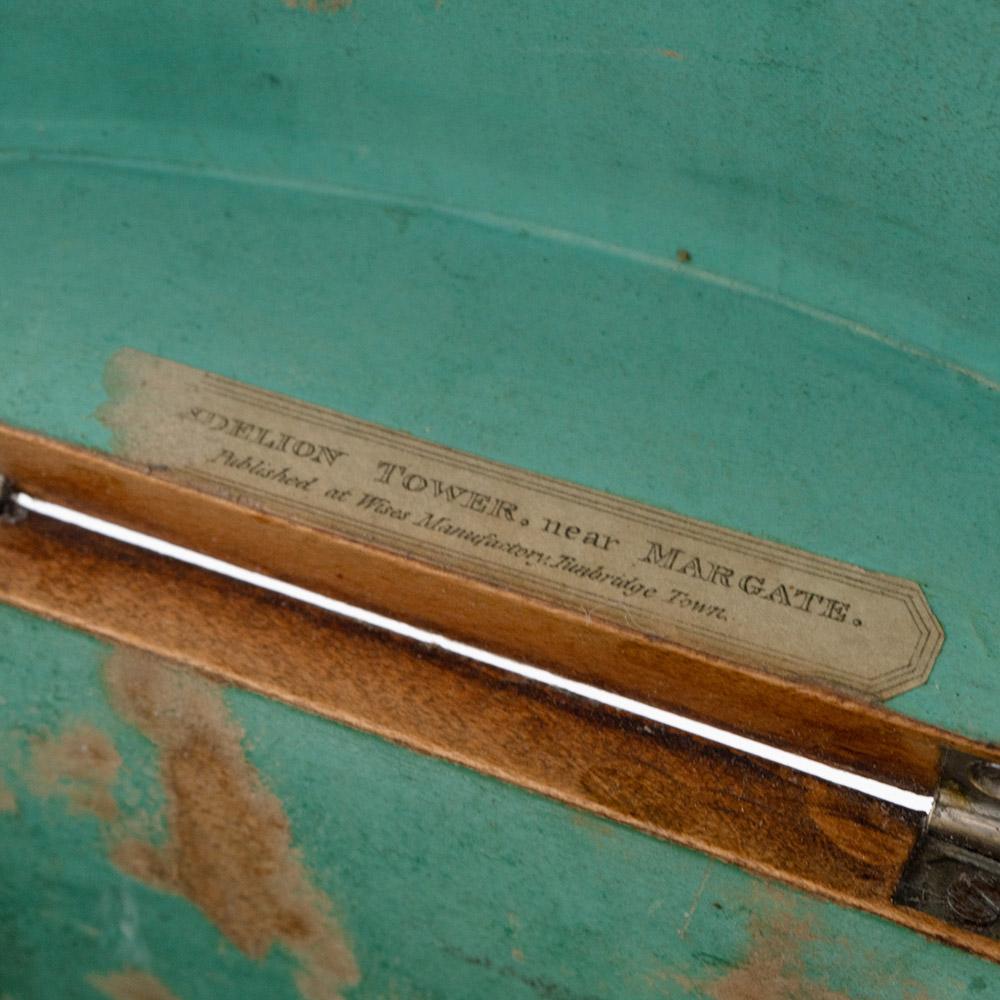 DELION TOWER. near MARGATE.
Published at Wises Manufactory. Tunbridge Town.